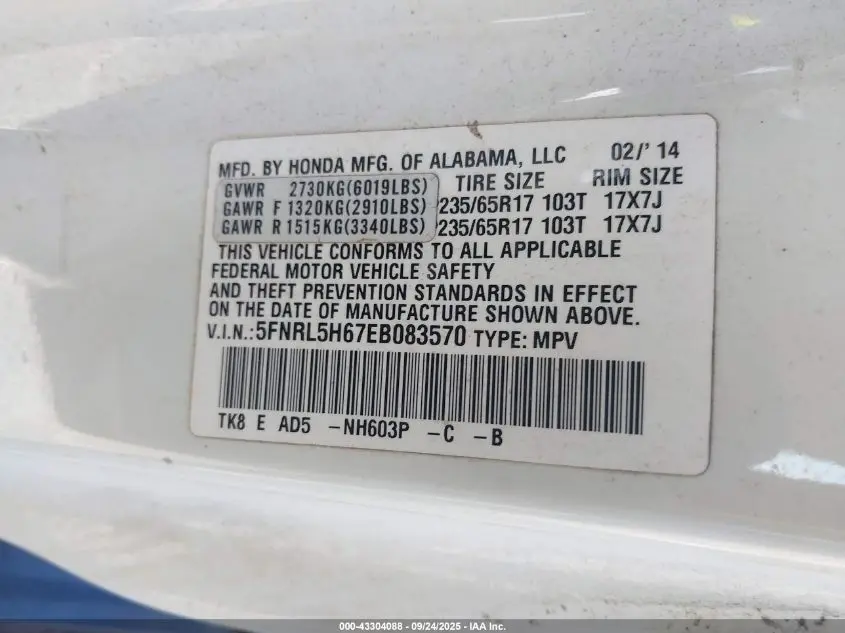 MFD. BY HONDA MFG. OF ALABAMA, LLC 02/' 14
GVWR 2730KG(6019LBS) TIRE SIZE RIM SIZE
GAWR F 1320KG(2910LBS) 235/65R17 103T 17X7J
GAWR R 1515KG(3340LBS) 235/65R17 103T 17X7J
THIS VEHICLE CONFORMS TO ALL APPLICABLE
FEDERAL MOTOR VEHICLE SAFETY
AND THEFT PREVENTION STANDARDS IN EFFECT
ON THE DATE OF MANUFACTURE SHOWN ABOVE.
V.I.N.:5FNRL5H67EB083570 TYPE: MPV
TK8 E AD5 -NH603P -C -B
000-43304088 - 09/24/2025 - IAA Inc.